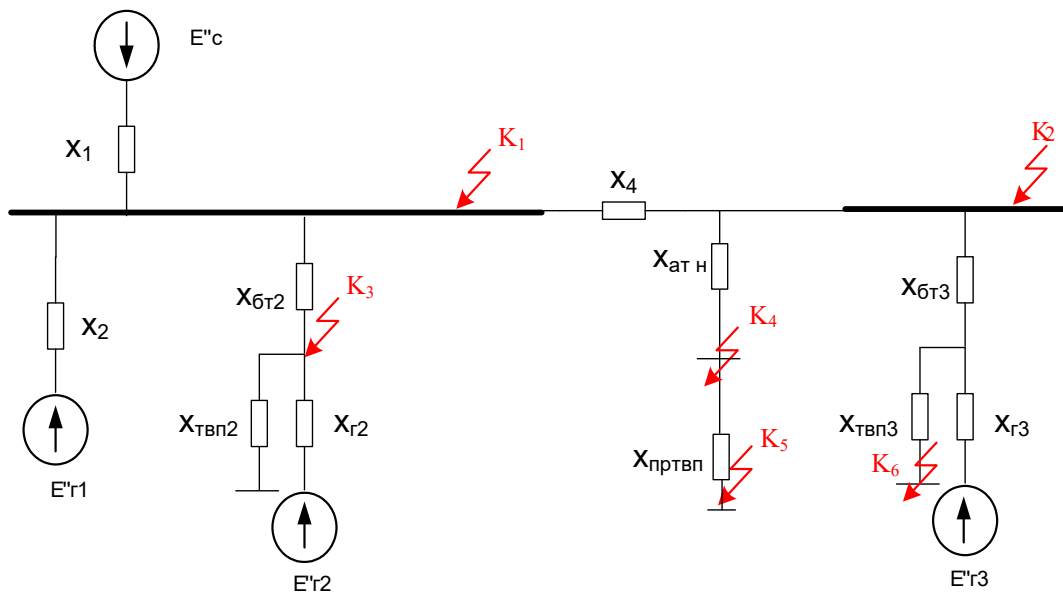 E"c
x1
K1
K2
x4
xат н
xбт2
xбт3
K3
K4
x2
xтвп2
xг2
xпртвп
K5
xтвп3
xг3
K6
E"г1
E"г2
E"г3